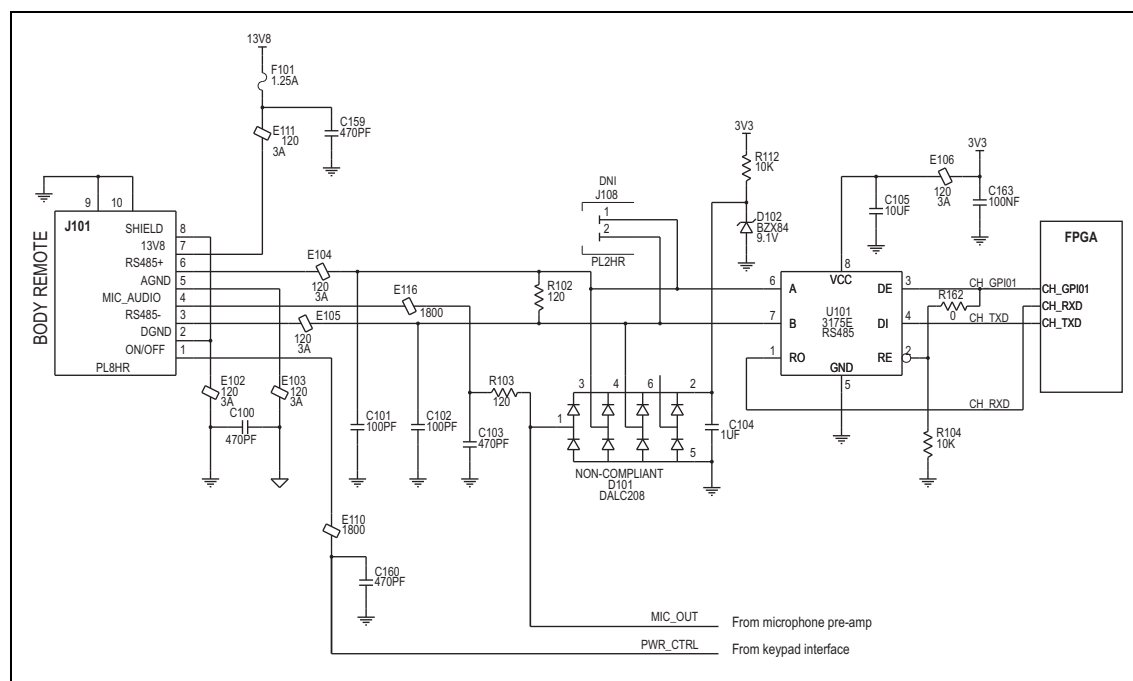 13V8
F101
1.25A
E111
120
3A
C159
470PF
BODY REMOTE
9 10
J101
SHIELD 8
13V8 7
RS485+ 6
AGND 5
MIC_AUDIO 4
RS485- 3
DGND 2
ON/OFF 1
PL8HR
E104
120
3A
E116
1800
E105
120
3A
E102
120
3A
E103
120
3A
C100
470PF
C101
100PF
C102
100PF
C103
470PF
R103
120
R102
120
DNI
J108
1
2
PL2HR
3V3
R112
10K
D102
BZX84
9.1V
3 4 6 2
1
5
C104
1UF
NON-COMPLIANT
D101
DALC208
E110
1800
C160
470PF
3V3
E106
120
3A
C105
10UF
C163
100NF
8
VCC
6 A
7 B
1 RO
U101
3175E
RS485
GND
5
DE 3
DI 4
RE 2
CH_GPI01
R162
0
CH_TXD
CH_RXD
R104
10K
FPGA
CH_GPI01
CH_RXD
CH_TXD
MIC_OUT From microphone pre-amp
PWR_CTRL From keypad interface